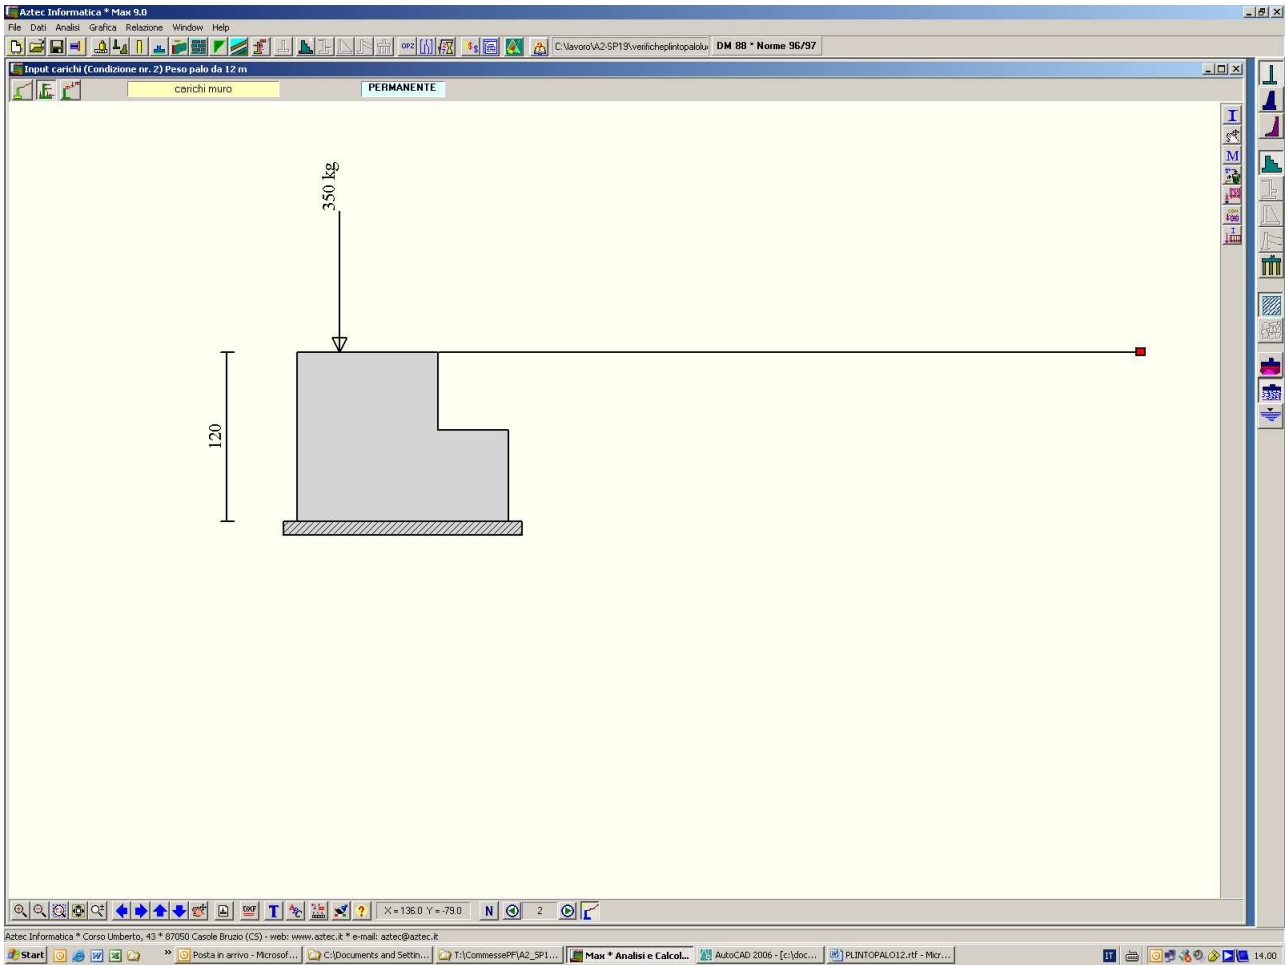 Aztec Informatica * Max 9.0
File Dati Analisi Grafica Relazione Window Help
OPZ
C:\lavoro\A2-SP19\verificheplintopalolu
DM 88 * Norme 96/97
Input carichi (Condizione nr. 2) Peso palo da 12 m
carichi muro
PERMANENTE
I
M
350 kg
120
DXF
T
?
X = 136.0 Y = -79.0
N
2
Aztec Informatica * Corso Umberto, 43 * 87050 Casole Bruzio (CS) - web: www.aztec.it * e-mail: aztec@aztec.it
Start
Posta in arrivo - Microsof...
C:\Documents and Settin...
T:\CommessePF\A2_SP1...
Max * Analisi e Calcol...
AutoCAD 2006 - [c:\doc...
PLINTOPALO12.rtf - Micr...
IT
14.00